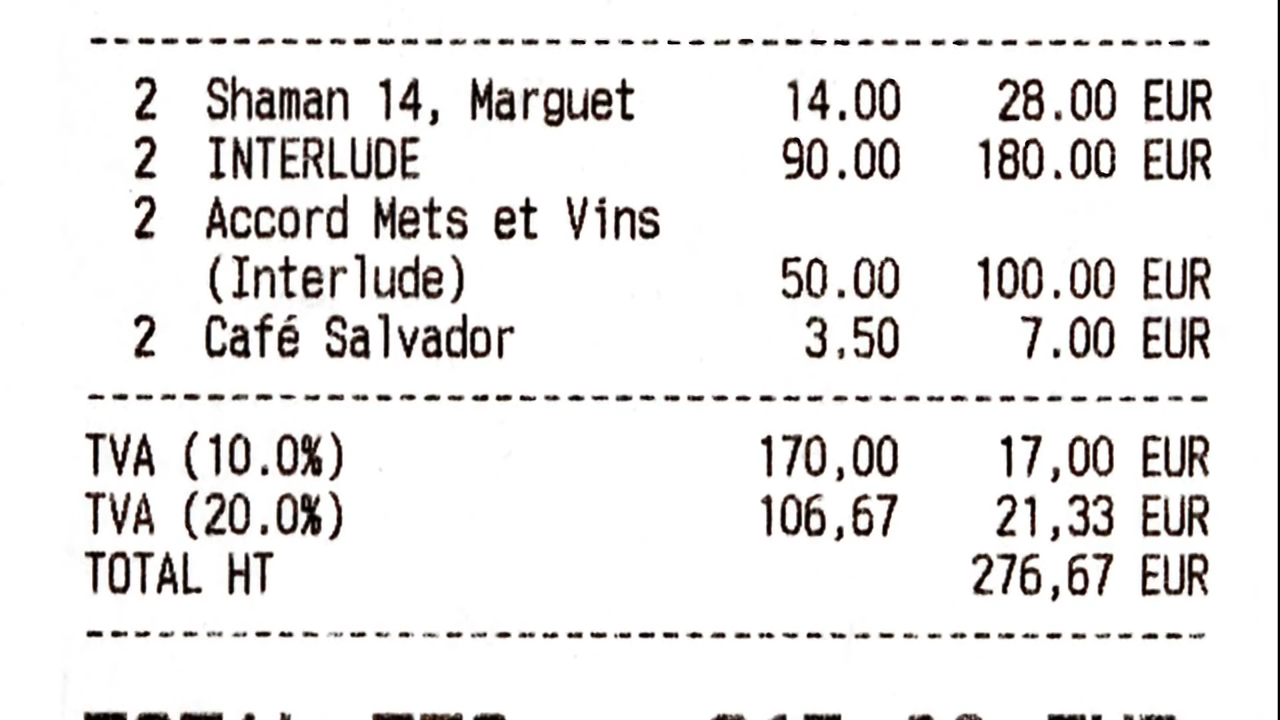 2 Shaman 14, Marguet 14.00 28.00 EUR
2 INTERLUDE 90.00 180.00 EUR
2 Accord Mets et Vins
(Interlude) 50.00 100.00 EUR
2 Café Salvador 3.50 7.00 EUR
TVA (10.0%) 170,00 17,00 EUR
TVA (20.0%) 106,67 21,33 EUR
TOTAL HT 276,67 EUR